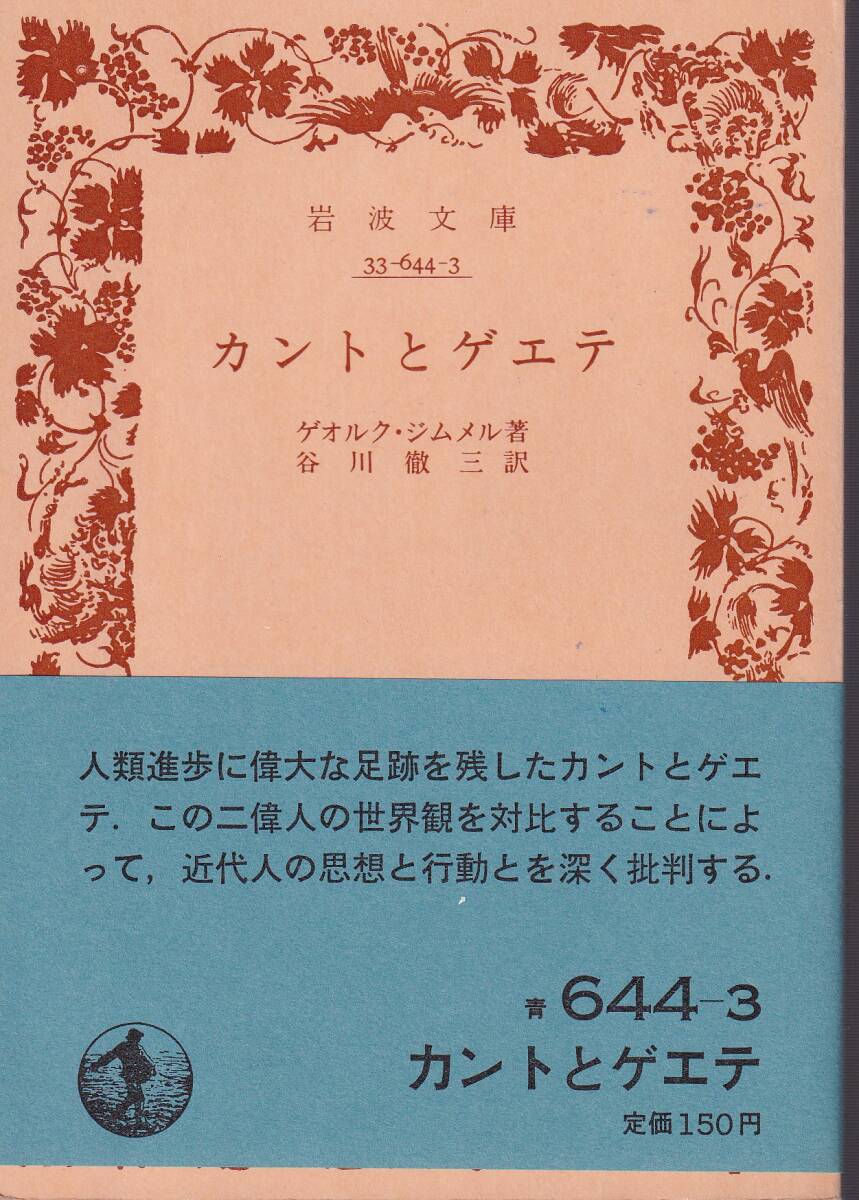 岩波文庫
33-644-3
カントとゲエテ
ゲオルク・ジムメル著
谷川徹三訳
人類進歩に偉大な足跡を残したカントとゲエ
テ．この二偉人の世界観を対比することによ
って，近代人の思想と行動とを深く批判する．
青 644-3
カントとゲエテ
定価150円